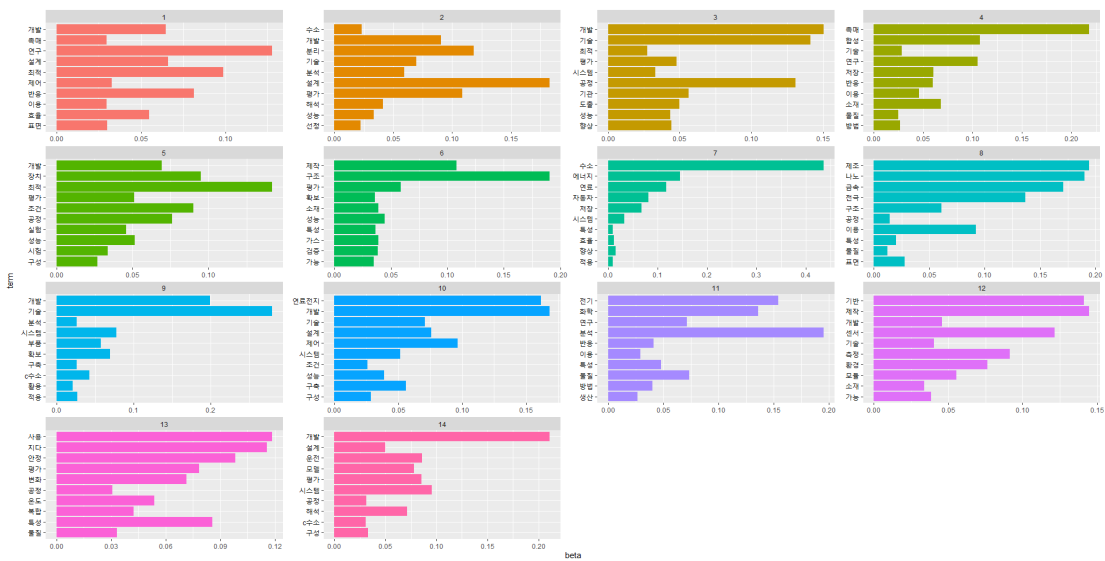 1
개발
촉매
연구
설계
최적
제어
반응
이용
효율
표면
0.00 0.05 0.10
2
수소
개발
분리
기술
분석
설계
평가
해석
성능
선정
0.00 0.05 0.10 0.15
3
개발
기술
최적
평가
시스템
공정
기관
도출
성능
향상
0.00 0.05 0.10 0.15
4
촉매
합성
기술
연구
저장
반응
이용
소재
물질
방법
0.00 0.05 0.10 0.15 0.20
5
개발
장치
최적
평가
조건
공정
실험
성능
시험
구성
0.00 0.05 0.10
6
제작
구조
평가
확보
소재
성능
특성
가스
검증
가능
0.00 0.05 0.10 0.15 0.20
7
수소
에너지
연료
자동차
저장
시스템
특성
효율
향상
적용
0.0 0.1 0.2 0.3 0.4
8
제조
나노
금속
전극
구조
공정
이용
특성
물질
표면
0.00 0.05 0.10 0.15 0.20
term
9
개발
기술
분석
시스템
부품
확보
구축
c수소
활용
적용
0.0 0.1 0.2
10
연료전지
개발
기술
설계
제어
시스템
조건
성능
구축
구성
0.00 0.05 0.10 0.15
11
전기
화학
연구
분석
반응
이용
특성
물질
방법
생산
0.00 0.05 0.10 0.15 0.20
12
기반
제작
개발
센서
기술
측정
환경
모듈
소재
가능
0.00 0.05 0.10 0.15
13
사용
지다
안정
평가
변화
공정
온도
복합
특성
물질
0.00 0.03 0.06 0.09 0.12
14
개발
설계
운전
모델
평가
시스템
공정
해석
c수소
구성
0.00 0.05 0.10 0.15 0.20
beta